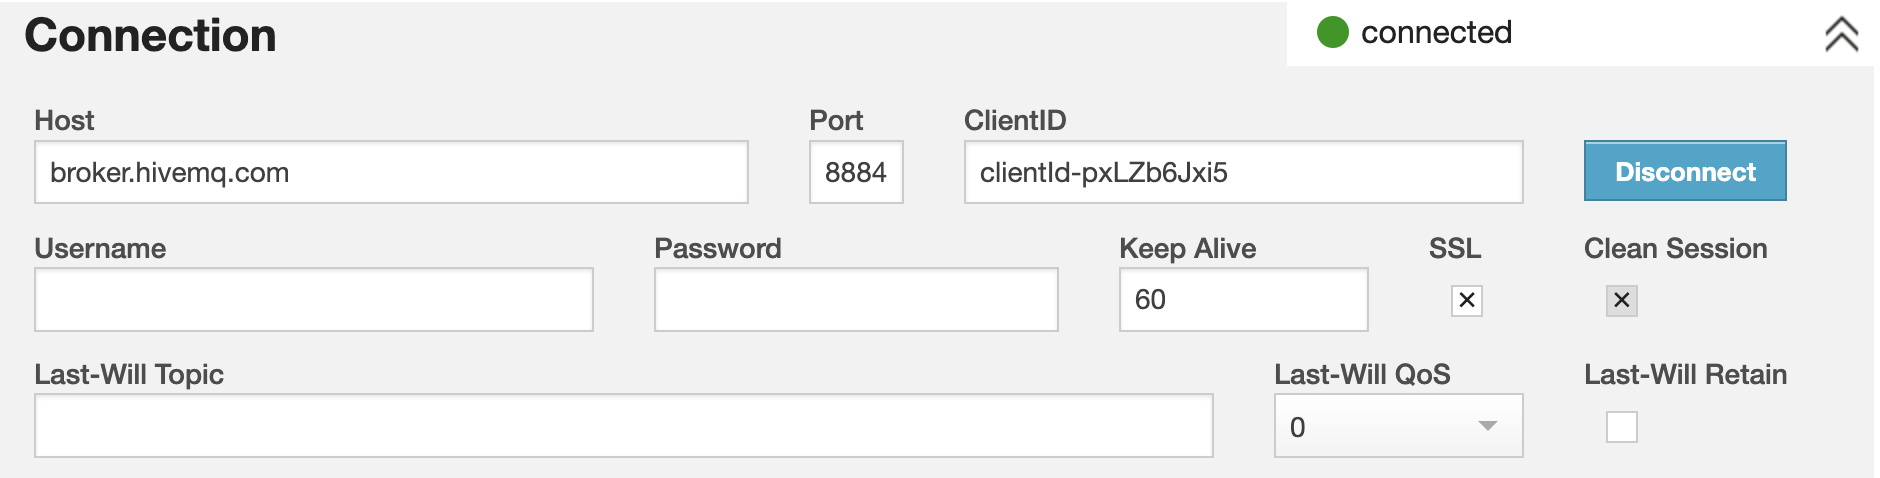 Connection
connected
Host Port ClientID
broker.hivemq.com 8884 clientId-pxLZb6Jxi5 Disconnect
Username Password Keep Alive SSL Clean Session
60
Last-Will Topic Last-Will QoS Last-Will Retain
0